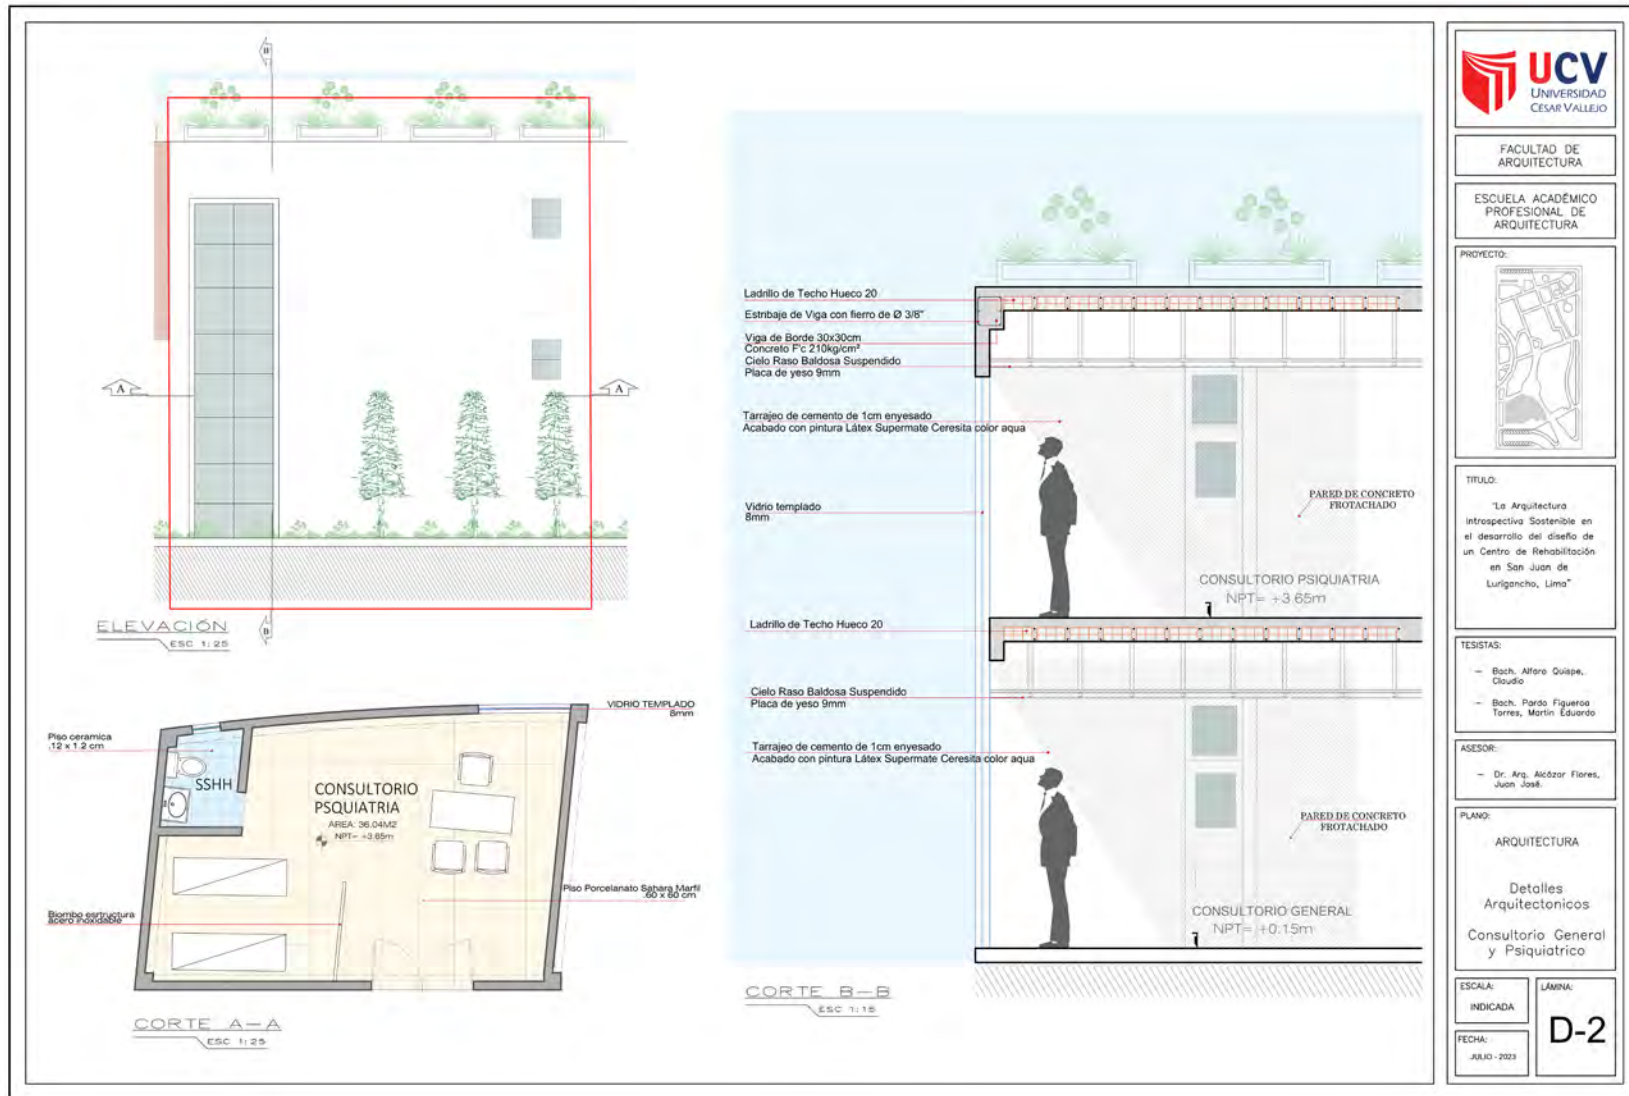 B'
ELEVACIÓN
ESC 1:25
A
A
B
Piso ceramica
.12 x 1.2 cm
SSHH
VIDRIO TEMPLADO
8mm
CONSULTORIO
PSQUIATRIA
AREA: 36.04M2
NPT= +3.65m
Piso Porcelanato Sahara Marfil
.60 x 60 cm
Biombo esrtructura
acero inoxidable
CORTE A-A
ESC 1:25
Ladrillo de Techo Hueco 20
Estribaje de Viga con fierro de Ø 3/8"
Viga de Borde 30x30cm
Concreto F'c 210kg/cm²
Cielo Raso Baldosa Suspendido
Placa de yeso 9mm
Tarrajeo de cemento de 1cm enyesado
Acabado con pintura Látex Supermate Ceresita color aqua
Vidrio templado
8mm
PARED DE CONCRETO
FROTACHADO
CONSULTORIO PSIQUIATRIA
NPT= +3.65m
Ladrillo de Techo Hueco 20
Cielo Raso Baldosa Suspendido
Placa de yeso 9mm
Tarrajeo de cemento de 1cm enyesado
Acabado con pintura Látex Supermate Ceresita color aqua
PARED DE CONCRETO
FROTACHADO
CONSULTORIO GENERAL
NPT= +0.15m
CORTE B-B
ESC 1:15
UCV
UNIVERSIDAD
CÉSAR VALLEJO
FACULTAD DE
ARQUITECTURA
ESCUELA ACADÉMICO
PROFESIONAL DE
ARQUITECTURA
PROYECTO:
TITULO:
"La Arquitectura
introspectiva Sostenible en
el desarrollo del diseño de
un Centro de Rehabilitación
en San Juan de
Lurigancho, Lima"
TESISTAS:
- Bach. Alfaro Quispe,
Claudio
- Bach. Pardo Figueroa
Torres, Martin Eduardo
ASESOR:
- Dr. Arq. Alcázar Flores,
Juan José.
PLANO:
ARQUITECTURA
Detalles
Arquitectonicos
Consultorio General
y Psiquiatrico
ESCALA:
INDICADA
LÁMINA:
D-2
FECHA:
JULIO - 2023